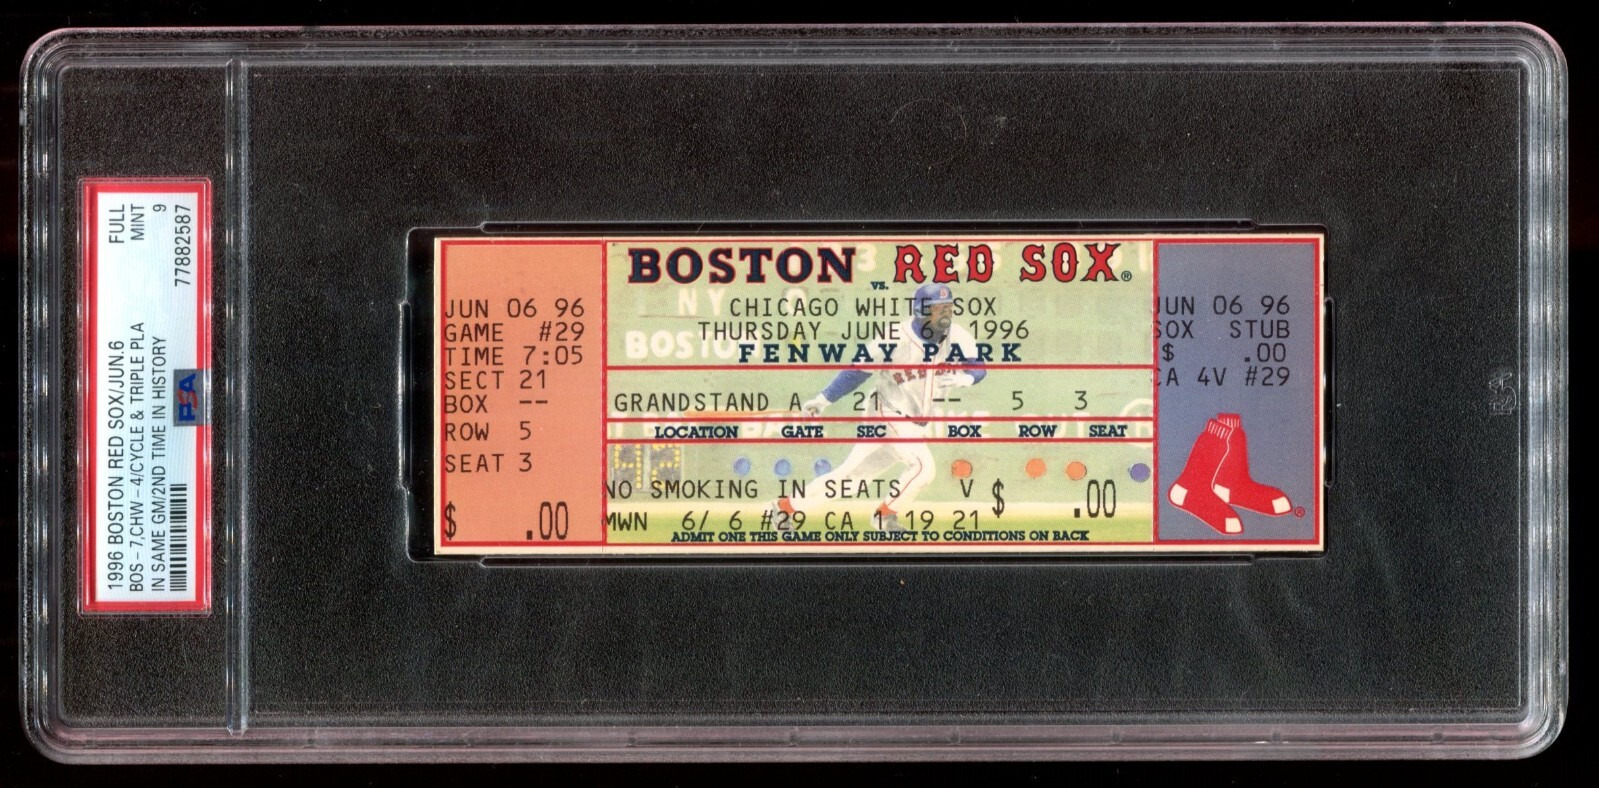 1996 BOSTON RED SOX/JUN.6 FULL
BOS-7,CHW-4/CYCLE & TRIPLE PLA MINT
IN SAME GM/2ND TIME IN HISTORY 9
77882587
PSA
JUN 06 96
GAME #29
TIME 7:05
SECT 21
BOX --
ROW 5
SEAT 3
$ .00
BOSTON RED SOX®
VS.
CHICAGO WHITE SOX
THURSDAY JUNE 6, 1996
FENWAY PARK
NY
BOSTON
GRANDSTAND A 21 -- 5 3
LOCATION GATE SEC BOX ROW SEAT
NO SMOKING IN SEATS V $ .00
MWN 6/ 6 #29 CA 1 19 21
ADMIT ONE THIS GAME ONLY SUBJECT TO CONDITIONS ON BACK
JUN 06 96
SOX STUB
$ .00
CA 4V #29
®
PSA